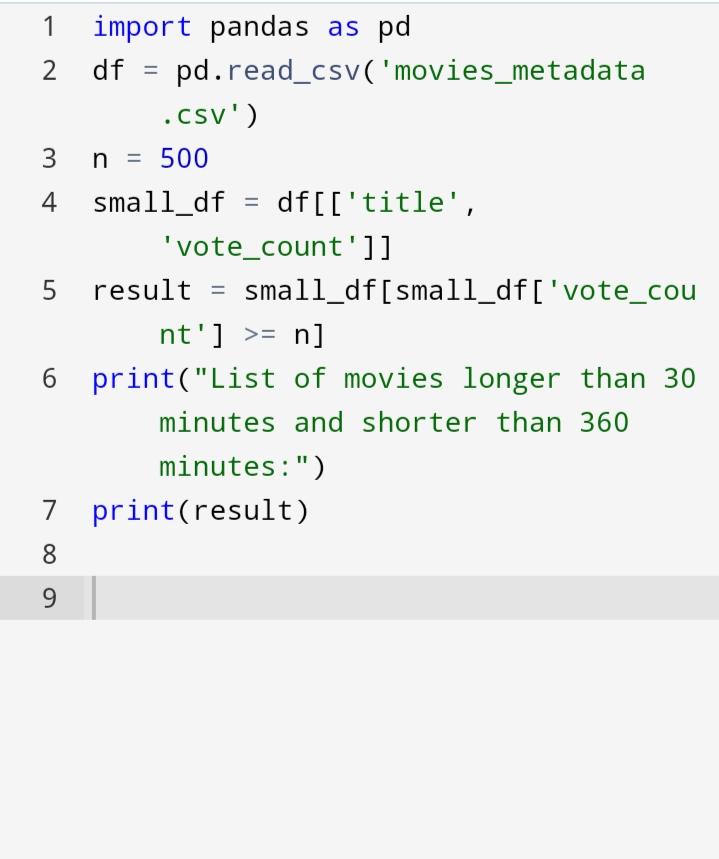 1 import pandas as pd
2 df = pd.read_csv('movies_metadata
.csv')
3 n = 500
4 small_df = df[['title',
'vote_count']]
5 result = small_df[small_df['vote_cou
nt'] >= n]
6 print("List of movies longer than 30
minutes and shorter than 360
minutes:")
7 print(result)
8
9